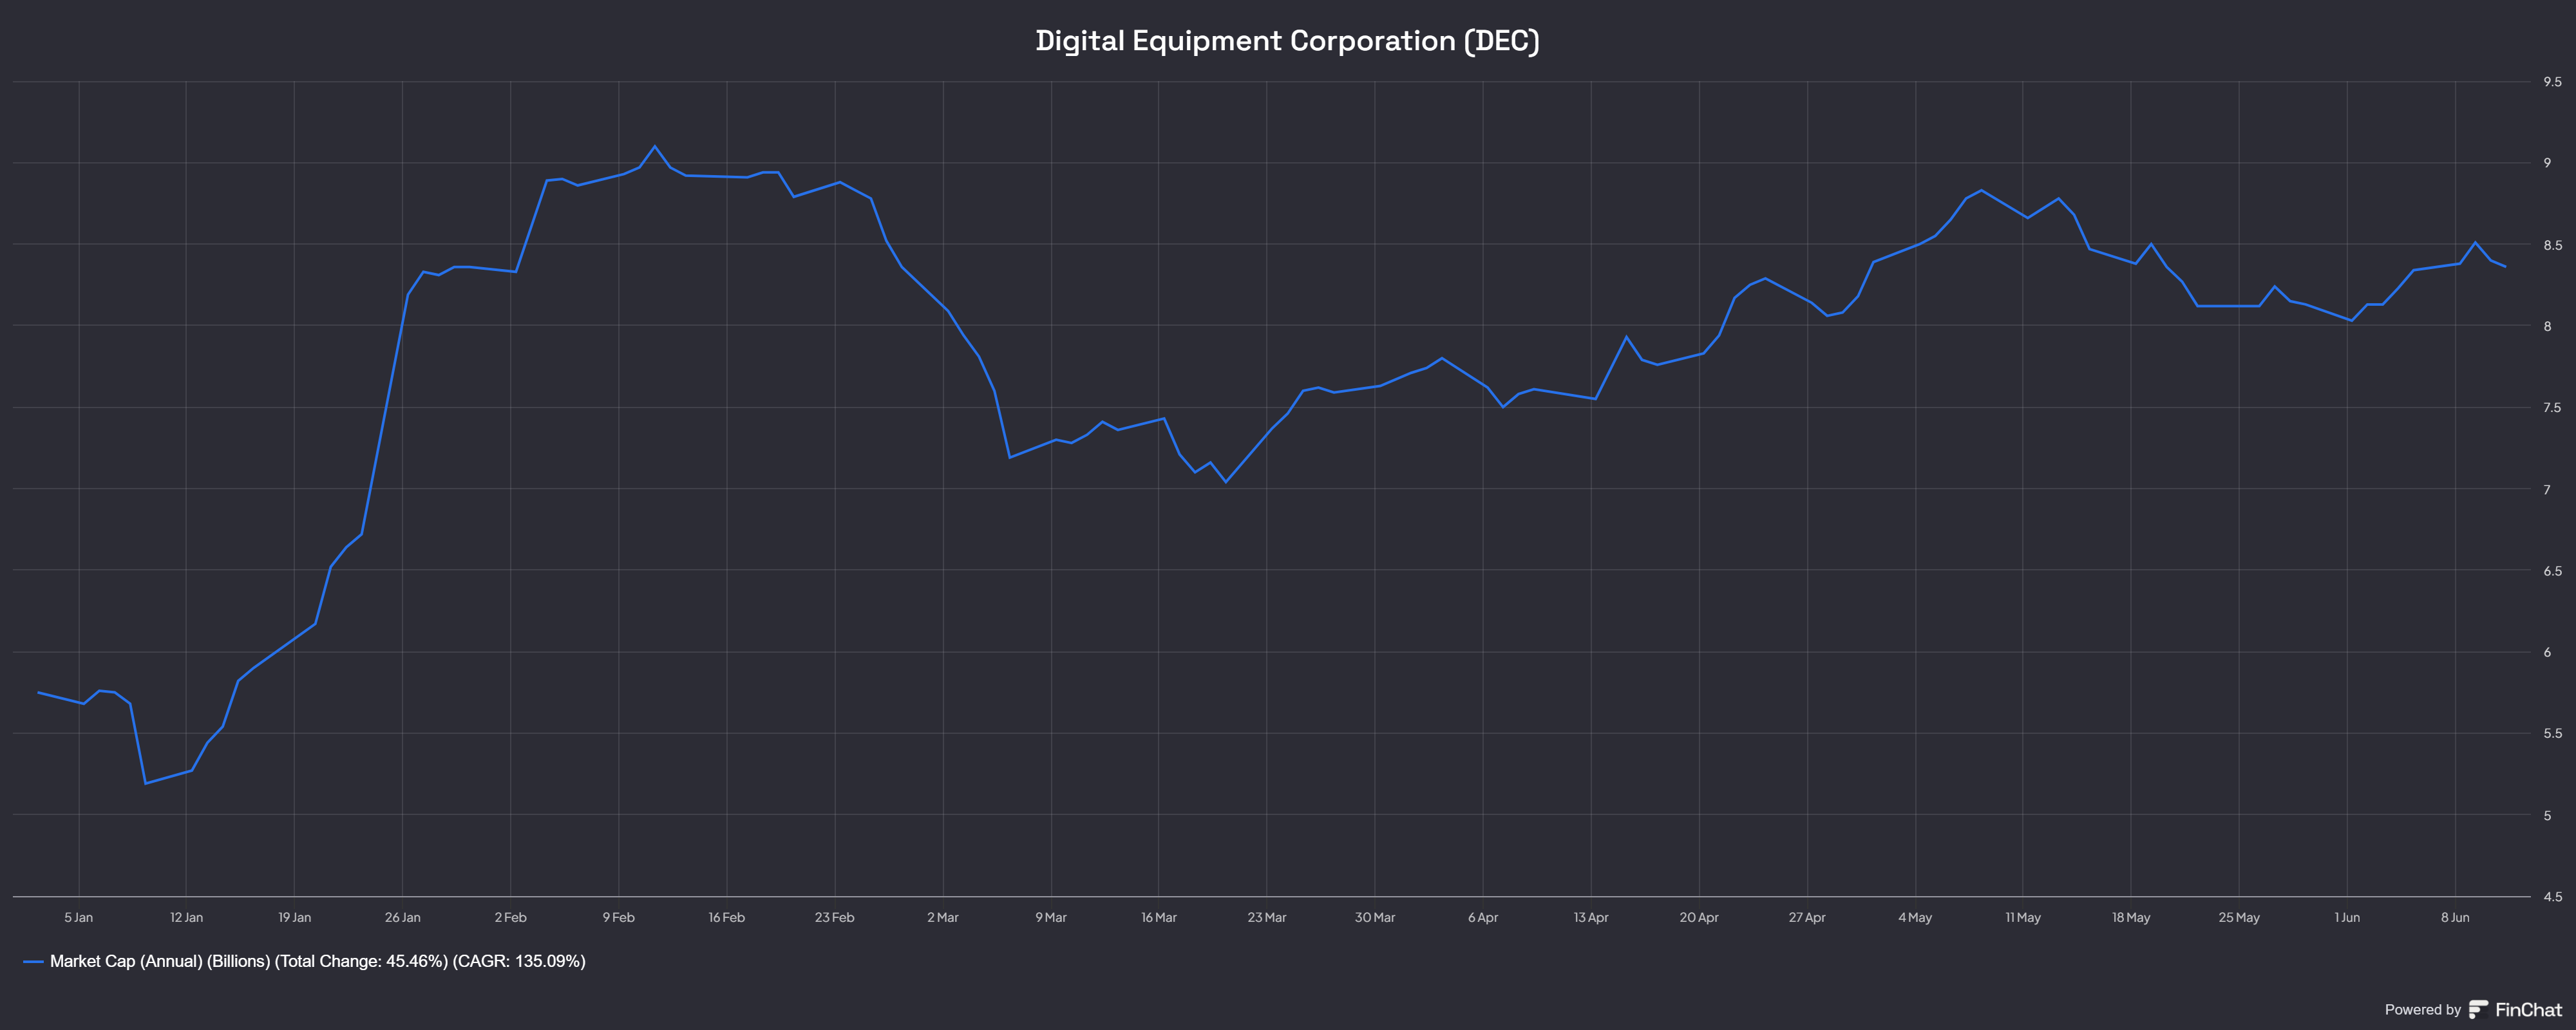 Digital Equipment Corporation (DEC)
9.5
9
8.5
8
7.5
7
6.5
6
5.5
5
4.5
5 Jan 12 Jan 19 Jan 26 Jan 2 Feb 9 Feb 16 Feb 23 Feb 2 Mar 9 Mar 16 Mar 23 Mar 30 Mar 6 Apr 13 Apr 20 Apr 27 Apr 4 May 11 May 18 May 25 May 1 Jun 8 Jun
Market Cap (Annual) (Billions) (Total Change: 45.46%) (CAGR: 135.09%)
Powered by FinChat